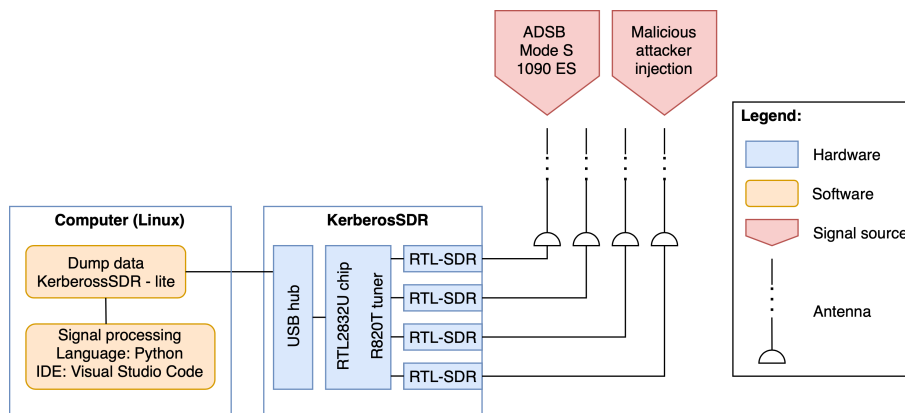 ADSB
Mode S
1090 ES
Malicious
attacker
injection
Legend:
Hardware
Software
Signal source
Antenna
Computer (Linux)
Dump data
KerberossSDR - lite
Signal processing
Language: Python
IDE: Visual Studio Code
KerberosSDR
USB hub
RTL2832U chip
R820T tuner
RTL-SDR
RTL-SDR
RTL-SDR
RTL-SDR